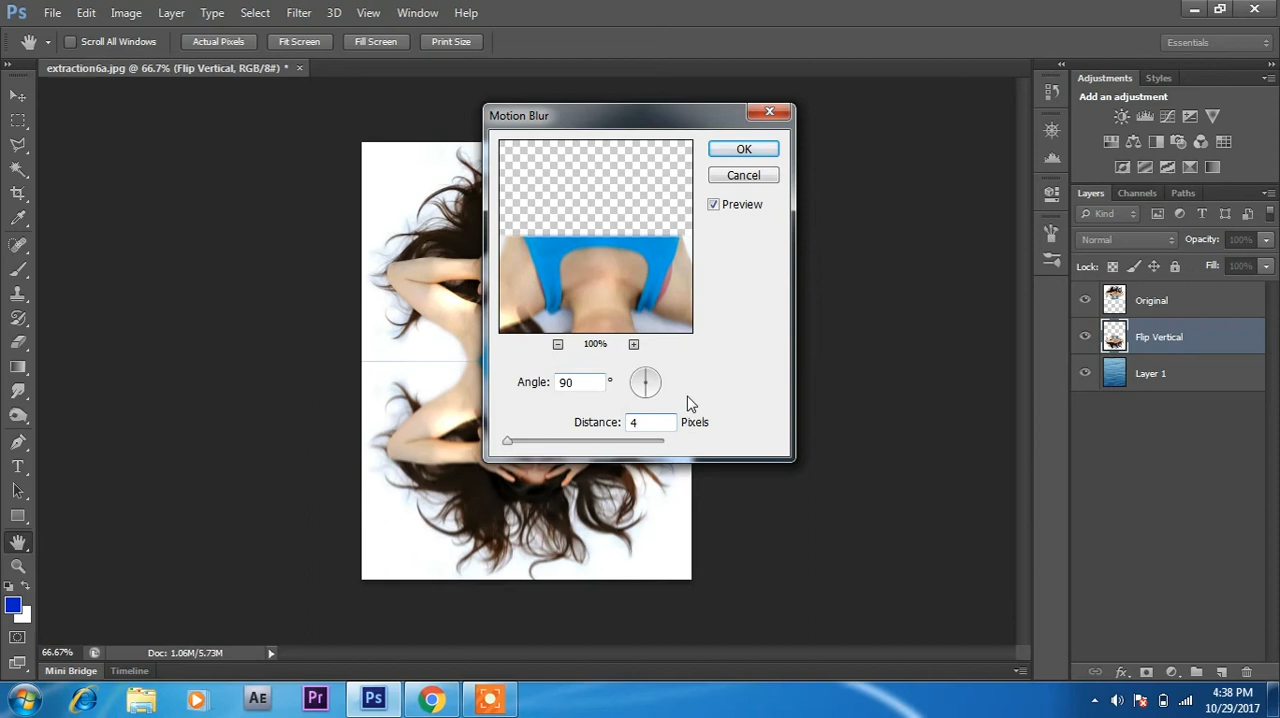 Ps File Edit Image Layer Type Select Filter 3D View Window Help
Scroll All Windows Actual Pixels Fit Screen Fill Screen Print Size Essentials
extraction6a.jpg @ 66.7% (Flip Vertical, RGB/8#) * ×
Motion Blur
OK
Cancel
Preview
100%
Angle: 90 °
Distance: 4 Pixels
Adjustments Styles
Add an adjustment
Layers Channels Paths
Kind
Normal Opacity: 100%
Lock: Fill: 100%
Original
Flip Vertical
Layer 1
T
66.67% Doc: 1.06M/5.73M
Mini Bridge Timeline
Ae Pr Ps
4:38 PM
10/29/2017